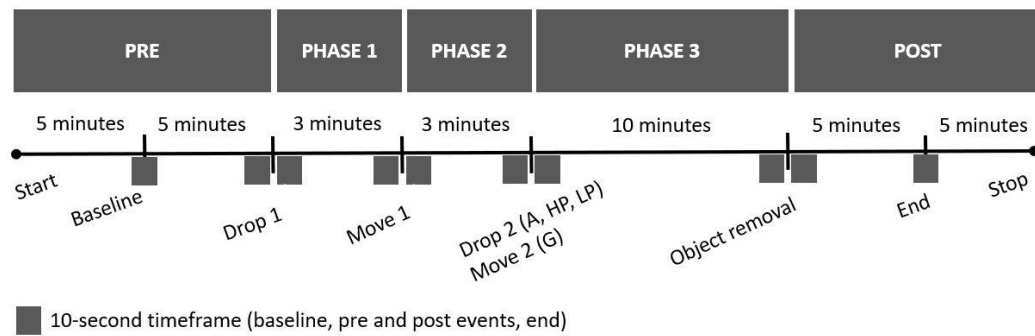 PRE PHASE 1 PHASE 2 PHASE 3 POST
5 minutes 5 minutes 3 minutes 3 minutes 10 minutes 5 minutes 5 minutes
Start
Baseline
Drop 1
Move 1
Drop 2 (A, HP, LP)
Move 2 (G)
Object removal
End
Stop
10-second timeframe (baseline, pre and post events, end)